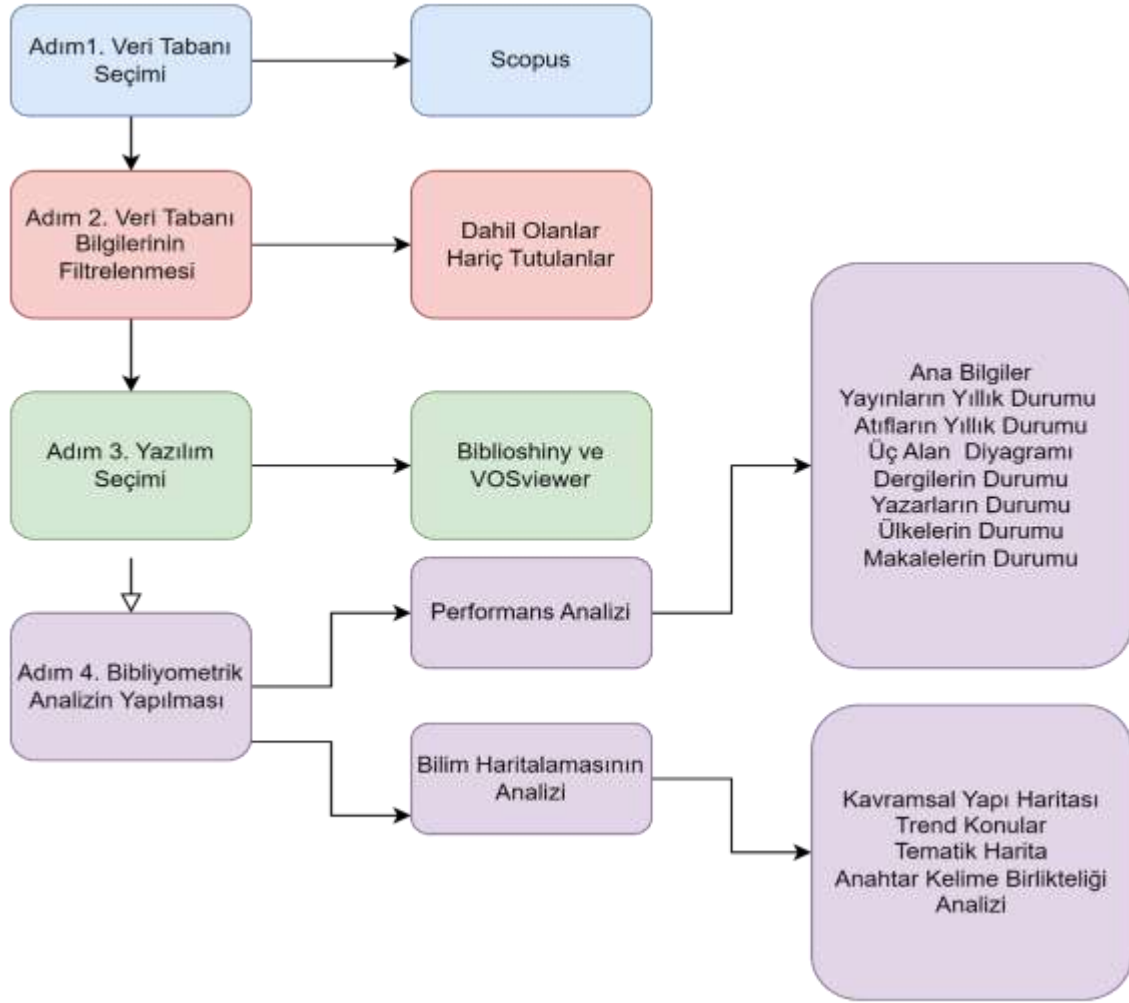 Adım1. Veri Tabanı
Seçimi
Scopus
Adım 2. Veri Tabanı
Bilgilerinin
Filtrelenmesi
Dahil Olanlar
Hariç Tutulanlar
Adım 3. Yazılım
Seçimi
Biblioshiny ve
VOSviewer
Adım 4. Bibliyometrik
Analizin Yapılması
Performans Analizi
Ana Bilgiler
Yayınların Yıllık Durumu
Atıfların Yıllık Durumu
Üç Alan Diyagramı
Dergilerin Durumu
Yazarların Durumu
Ülkelerin Durumu
Makalelerin Durumu
Bilim Haritalamasının
Analizi
Kavramsal Yapı Haritası
Trend Konular
Tematik Harita
Anahtar Kelime Birlikteliği
Analizi